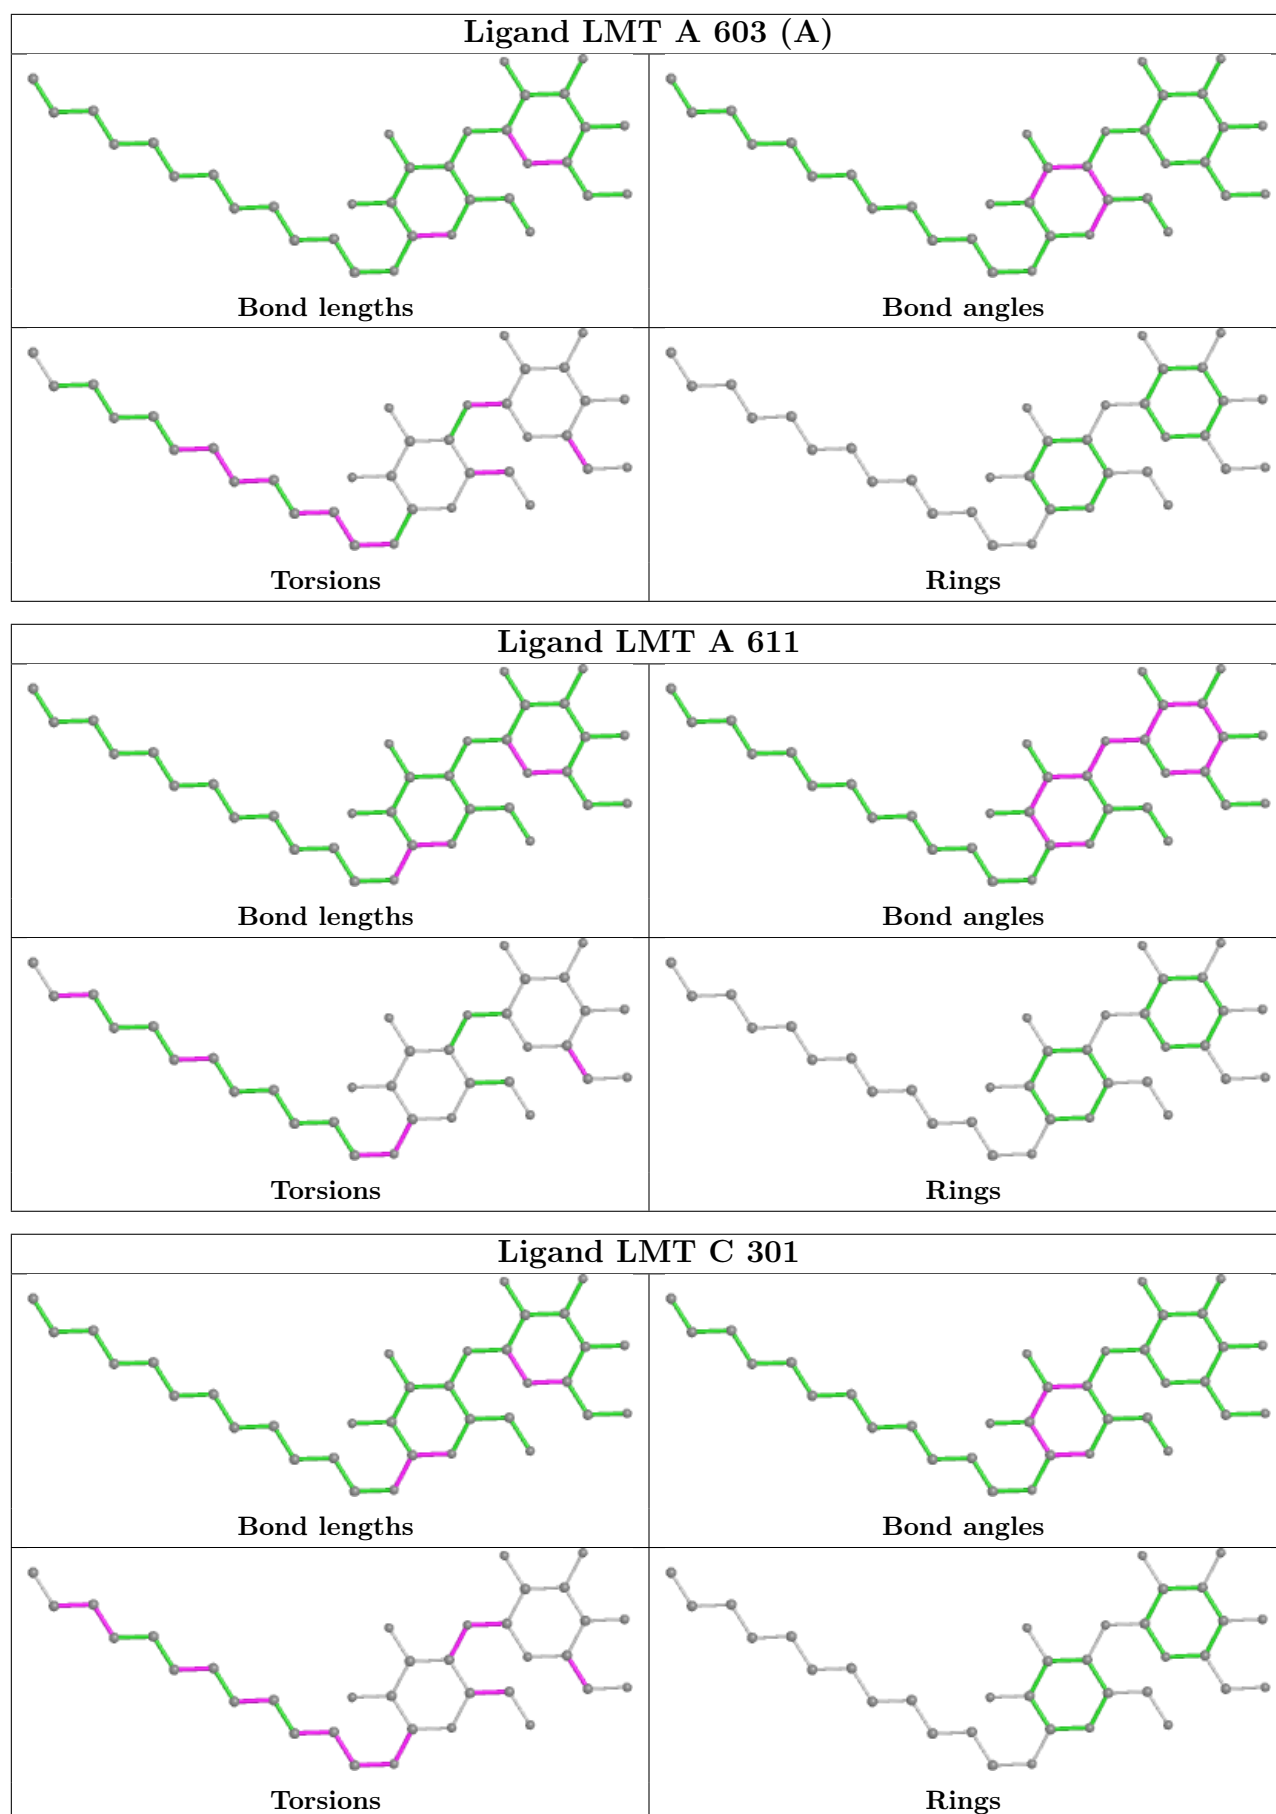 Ligand LMT A 603 (A)
Bond lengths
Bond angles
Torsions
Rings
Ligand LMT A 611
Bond lengths
Bond angles
Torsions
Rings
Ligand LMT C 301
Bond lengths
Bond angles
Torsions
Rings